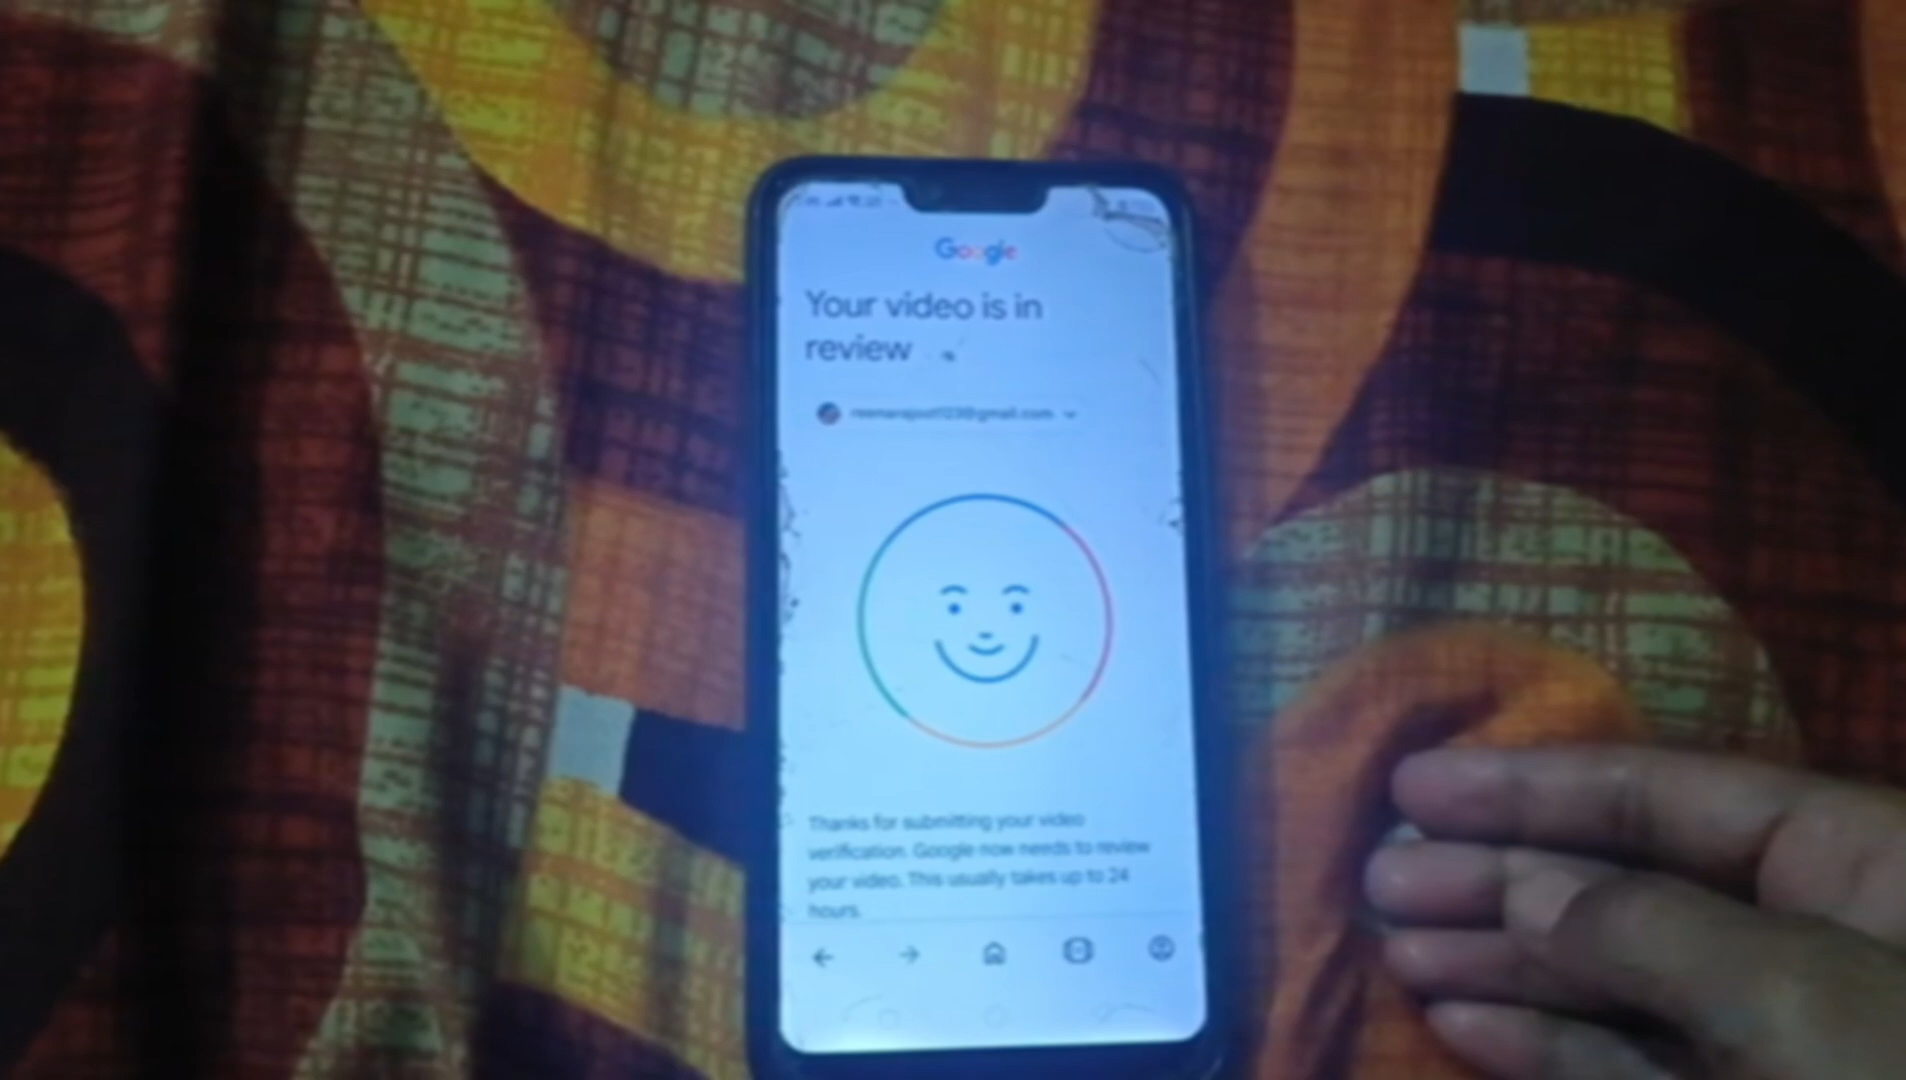 Google
Your video is in
review
Thanks for submitting your video
verification. Google now needs to review
your video. This usually takes up to 24
hours.